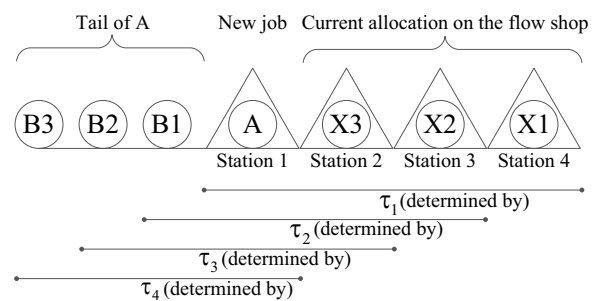 Tail of A New job Current allocation on the flow shop
B3 B2 B1 A X3 X2 X1
Station 1 Station 2 Station 3 Station 4
τ1 (determined by)
τ2 (determined by)
τ3 (determined by)
τ4 (determined by)